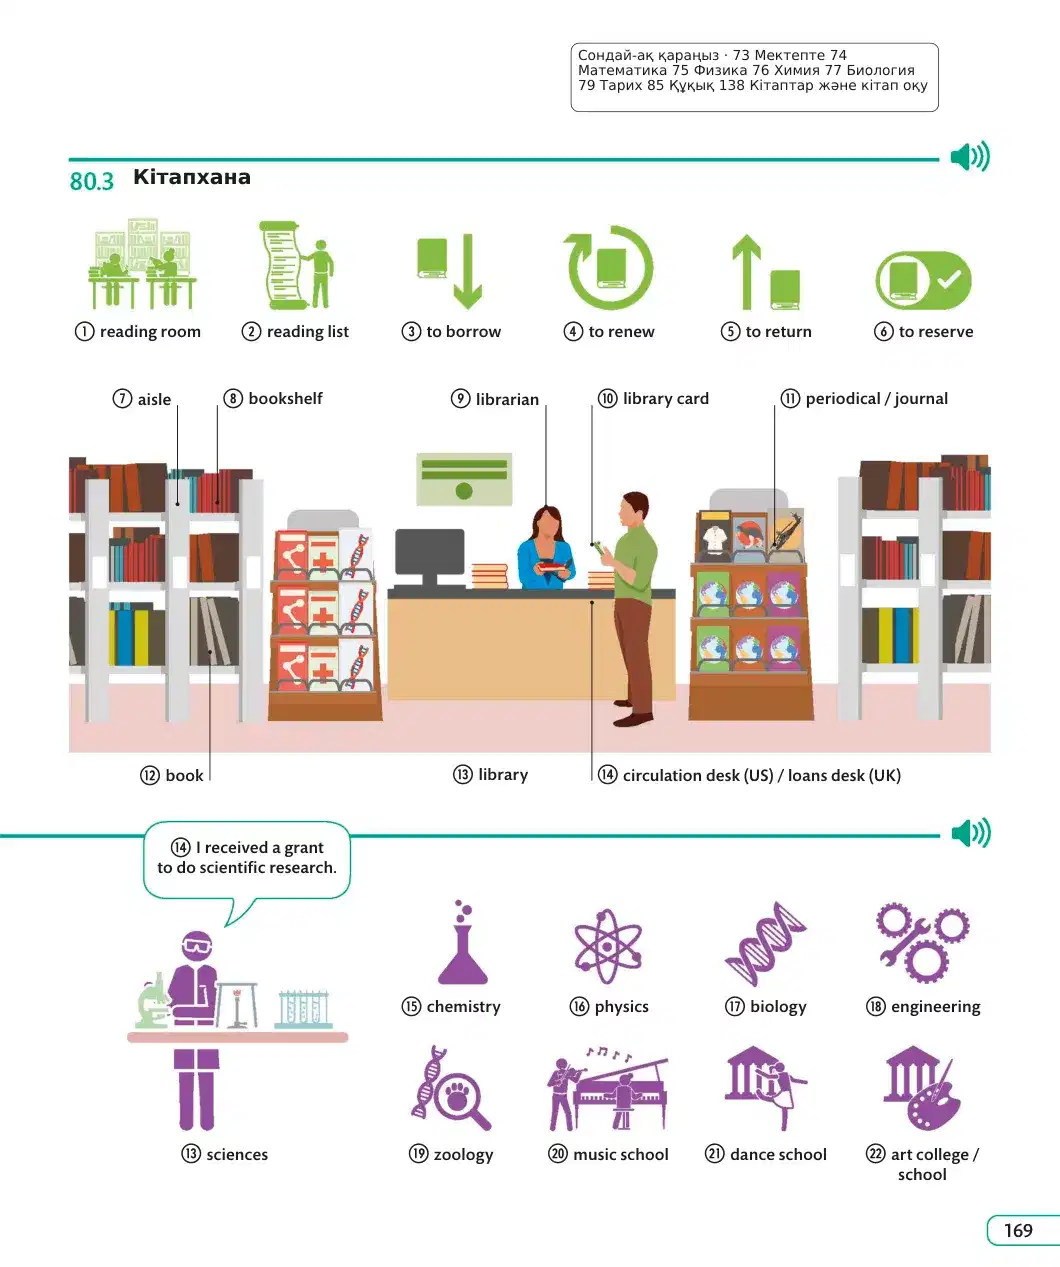 Сондай-ақ қараңыз · 73 Мектепте 74
Математика 75 Физика 76 Химия 77 Биология
79 Тарих 85 Құқық 138 Кітаптар және кітап оқу
80.3 Кітапхана
1 reading room
2 reading list
3 to borrow
4 to renew
5 to return
6 to reserve
7 aisle
8 bookshelf
9 librarian
10 library card
11 periodical / journal
12 book
13 library
14 circulation desk (US) / loans desk (UK)
14 I received a grant
to do scientific research.
15 chemistry
16 physics
17 biology
18 engineering
13 sciences
19 zoology
20 music school
21 dance school
22 art college /
school
169